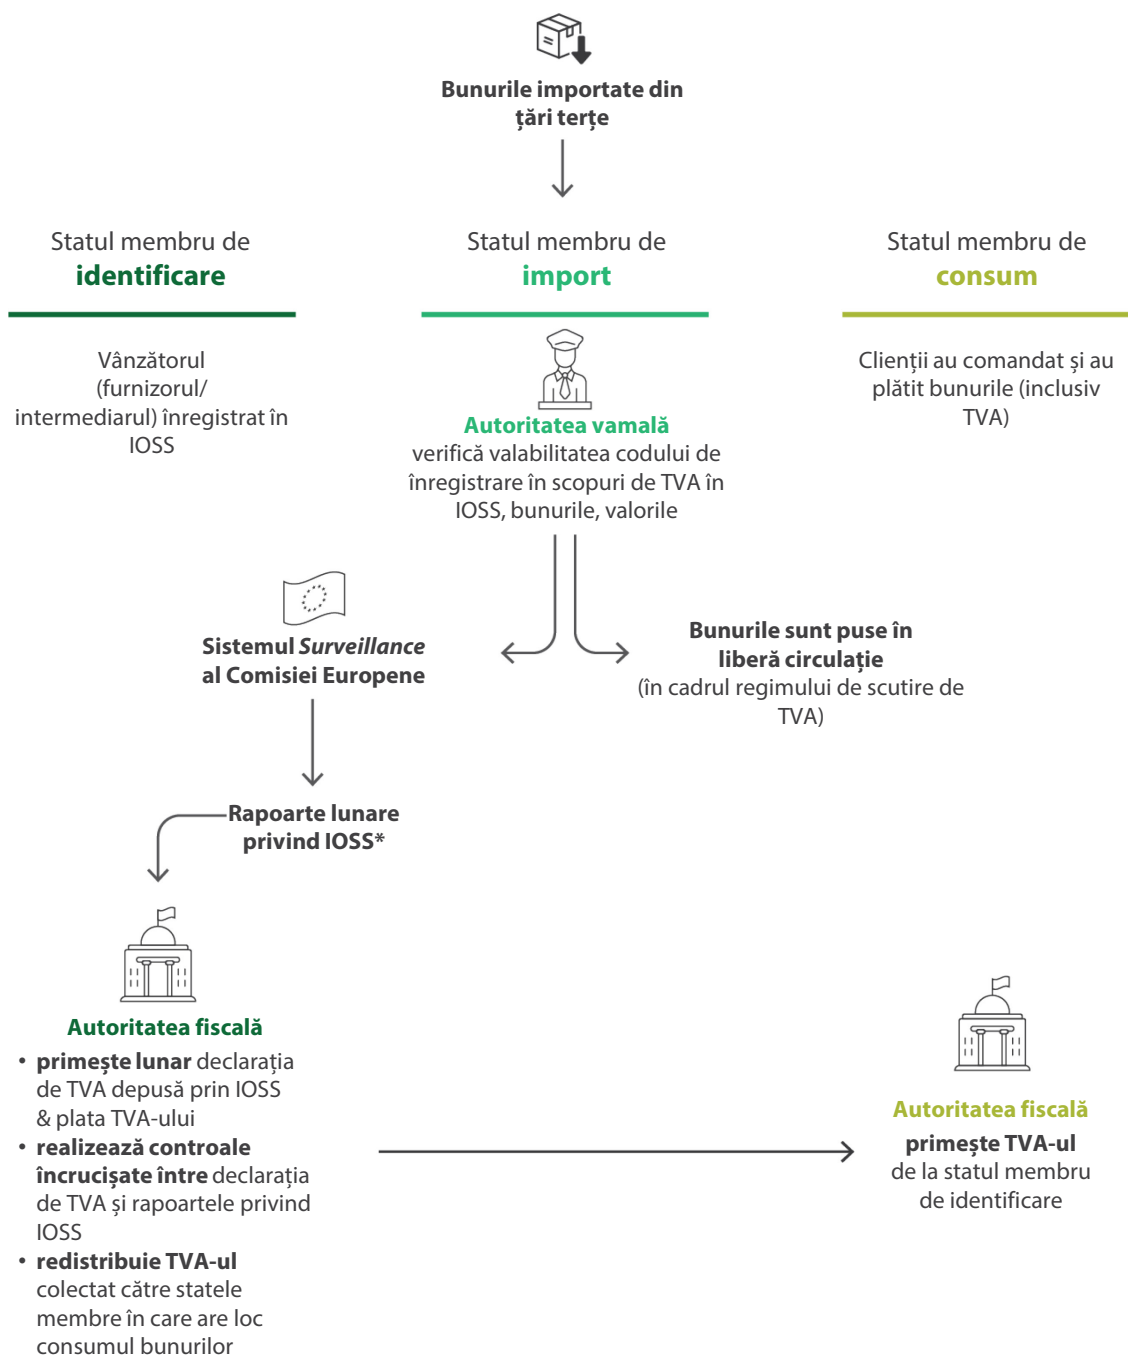 Bunurile importate din
țări terțe
Statul membru de
identificare
Statul membru de
import
Statul membru de
consum
Vânzătorul
(furnizorul/
intermediarul) înregistrat în
IOSS
Autoritatea vamală
verifică valabilitatea codului de
înregistrare în scopuri de TVA în
IOSS, bunurile, valorile
Clienții au comandat și au
plătit bunurile (inclusiv
TVA)
Sistemul Surveillance
al Comisiei Europene
Bunurile sunt puse în
liberă circulație
(în cadrul regimului de scutire de
TVA)
Rapoarte lunare
privind IOSS*
Autoritatea fiscală
• primește lunar declarația
de TVA depusă prin IOSS
& plata TVA-ului
• realizează controale
încrucișate între declarația
de TVA și rapoartele privind
IOSS
• redistribuie TVA-ul
colectat către statele
membre în care are loc
consumul bunurilor
Autoritatea fiscală
primește TVA-ul
de la statul membru
de identificare